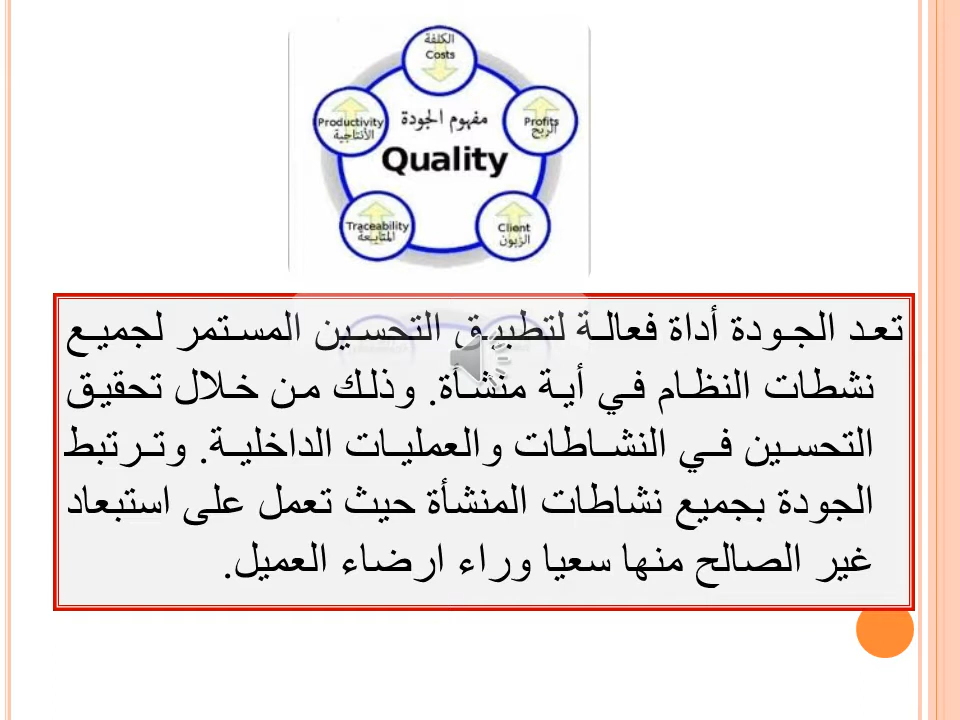 الكلفة
Costs
Productivity
الأنتاجية
مفهوم الجودة
Quality
Profits
الربح
Traceability
المتابعة
Client
الزبون
تعد الجودة أداة فعالة لتطبيق التحسين المستمر لجميع
نشطات النظام في أية منشأة. وذلك من خلال تحقيق
التحسين في النشاطات والعمليات الداخلية. وترتبط
الجودة بجميع نشاطات المنشأة حيث تعمل على استبعاد
غير الصالح منها سعيا وراء ارضاء العميل.